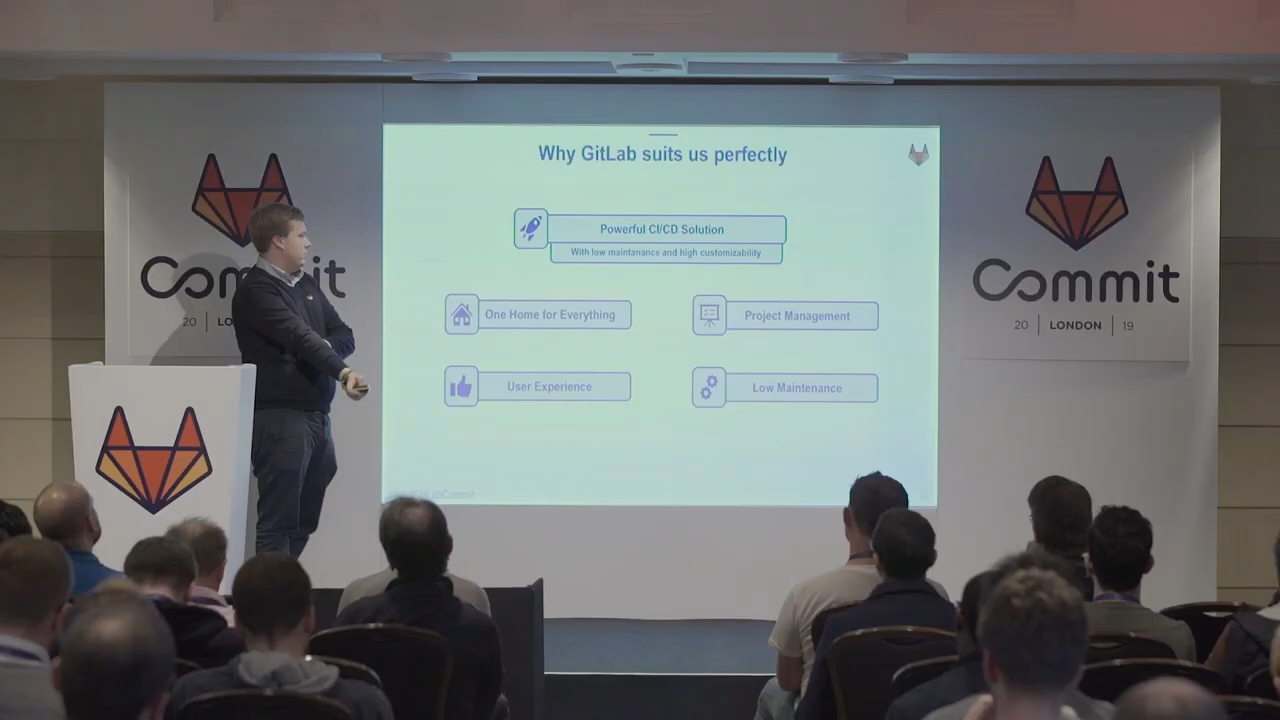 Why GitLab suits us perfectly
Powerful CI/CD Solution
With low maintanance and high customizability
One Home for Everything
Project Management
User Experience
Low Maintenance
Commit
20 | LO
Commit
20 | LONDON | 19